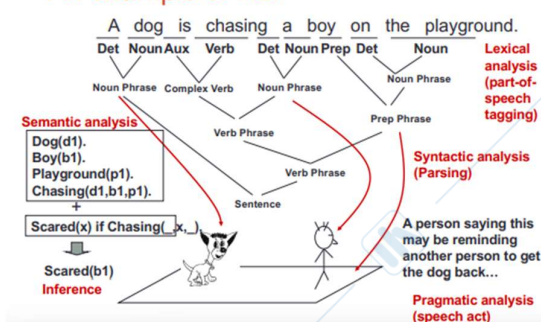 A dog is chasing a boy on the playground.
Det Noun Aux Verb Det Noun Prep Det Noun
Lexical
analysis
(part-of-
speech
tagging)
Noun Phrase
Noun Phrase Complex Verb Noun Phrase
Prep Phrase
Semantic analysis
Verb Phrase
Dog(d1).
Boy(b1).
Playground(p1).
Chasing(d1,b1,p1).
Syntactic analysis
(Parsing)
Verb Phrase
Sentence
+
Scared(x) if Chasing(_,x,_).
A person saying this
may be reminding
another person to get
the dog back...
Scared(b1)
Inference
Pragmatic analysis
(speech act)